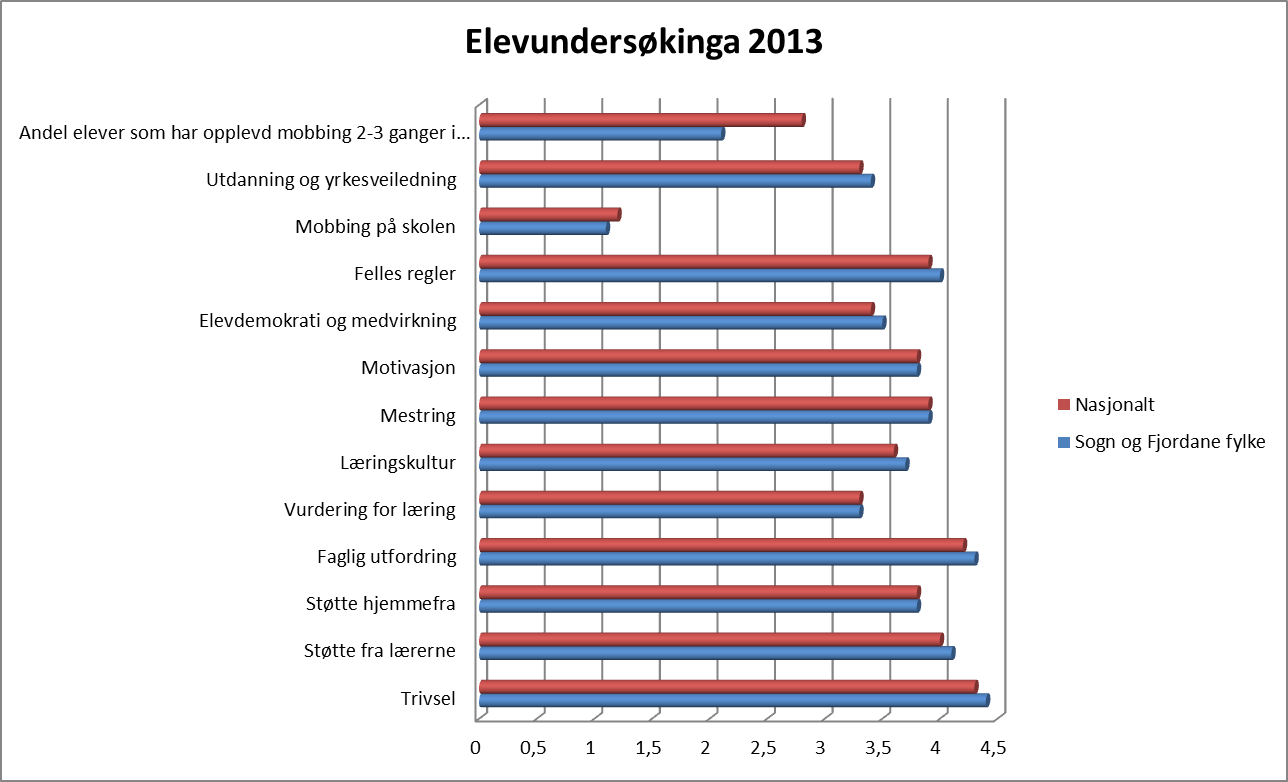 Elevundersøkinga 2013
Andel elever som har opplevd mobbing 2-3 ganger i...
Utdanning og yrkesveiledning
Mobbing på skolen
Felles regler
Elevdemokrati og medvirkning
Motivasjon
Mestring
Læringskultur
Vurdering for læring
Faglig utfordring
Støtte hjemmefra
Støtte fra lærerne
Trivsel
0 0,5 1 1,5 2 2,5 3 3,5 4 4,5
Nasjonalt
Sogn og Fjordane fylke